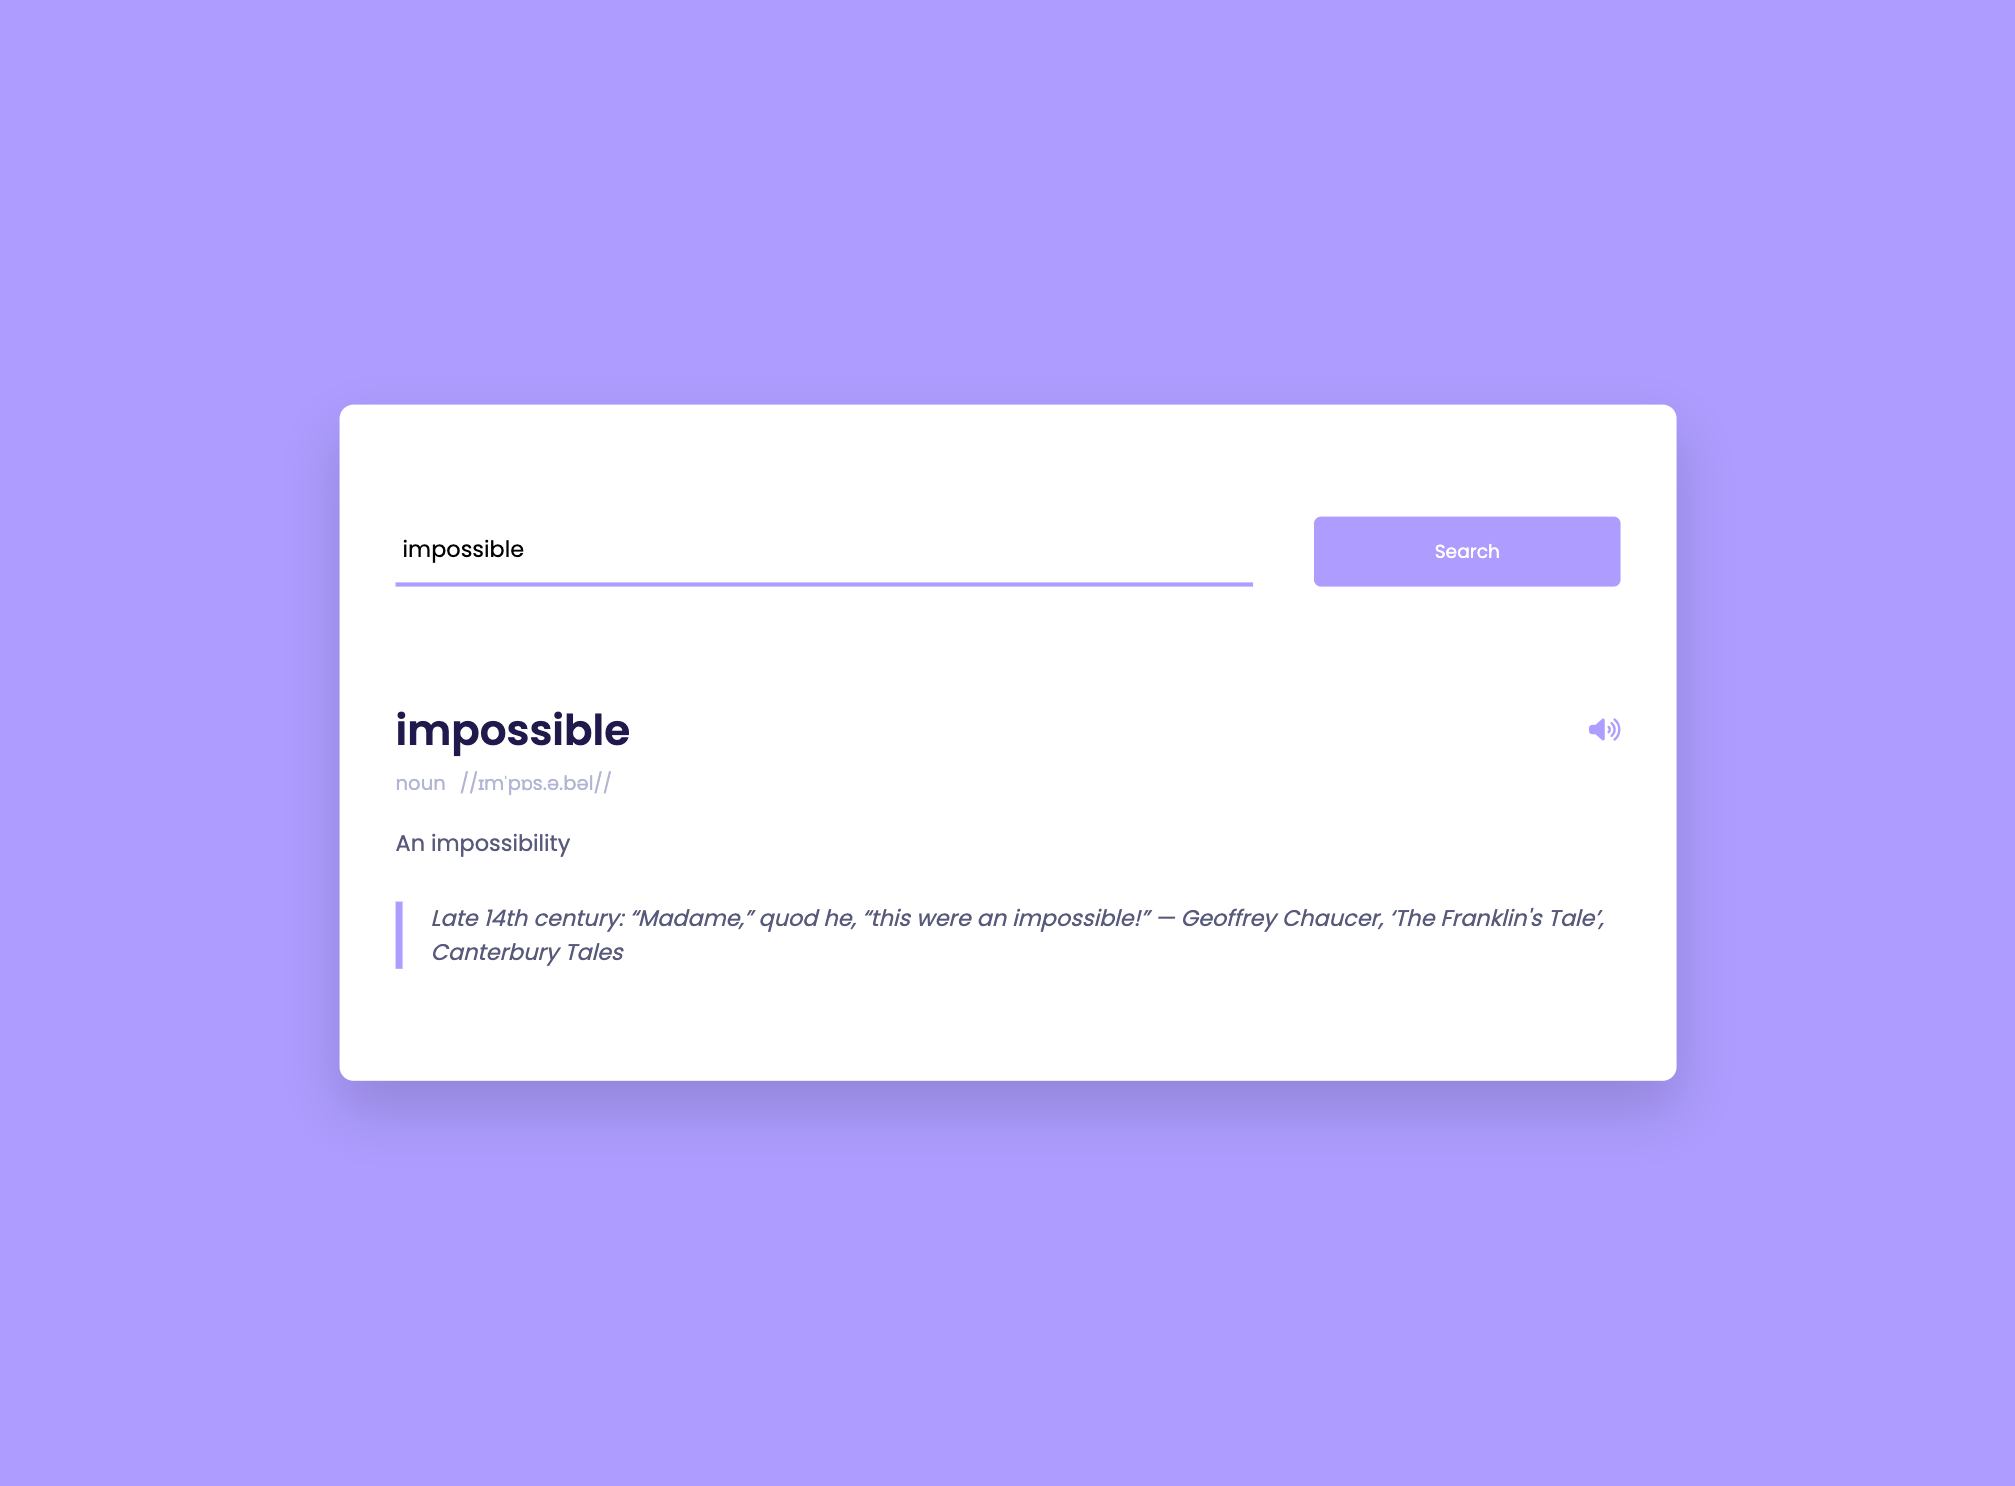 impossible
Search
impossible
noun //ɪmˈpɒs.ə.bəl//
An impossibility
Late 14th century: “Madame,” quod he, “this were an impossible!” — Geoffrey Chaucer, ‘The Franklin's Tale’,
Canterbury Tales